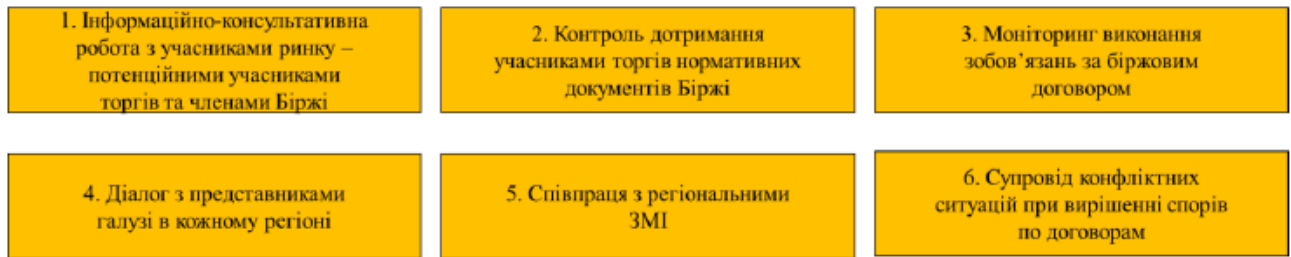 1. Інформаційно-консультативна
робота з учасниками ринку –
потенційними учасниками
торгів та членами Біржі
2. Контроль дотримання
учасниками торгів нормативних
документів Біржі
3. Моніторинг виконання
зобов’язань за біржовим
договором
4. Діалог з представниками
галузі в кожному регіоні
5. Співпраця з регіональними
ЗМІ
6. Супровід конфліктних
ситуацій при вирішенні спорів
по договорам